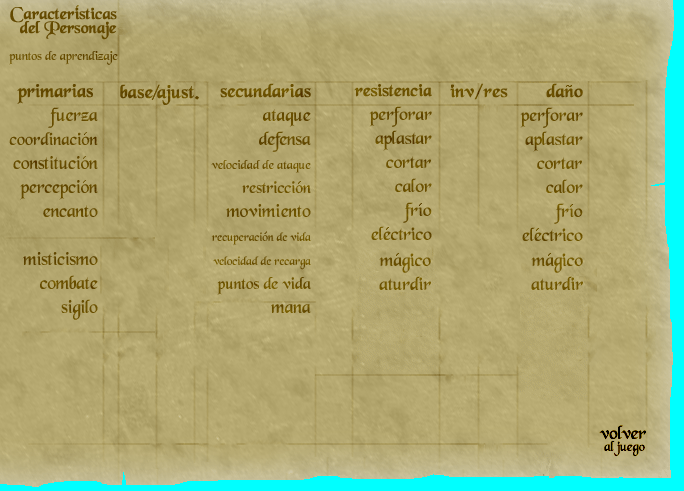 Características
del Personaje
puntos de aprendizaje
primarias base/ajust. secundarias resistencia inv/res daño
fuerza ataque perforar perforar
coordinación defensa aplastar aplastar
constitución velocidad de ataque cortar cortar
percepción restricción calor calor
encanto movimiento frío frío
recuperación de vida eléctrico eléctrico
misticismo velocidad de recarga mágico mágico
combate puntos de vida aturdir aturdir
sigilo mana
volver
al juego